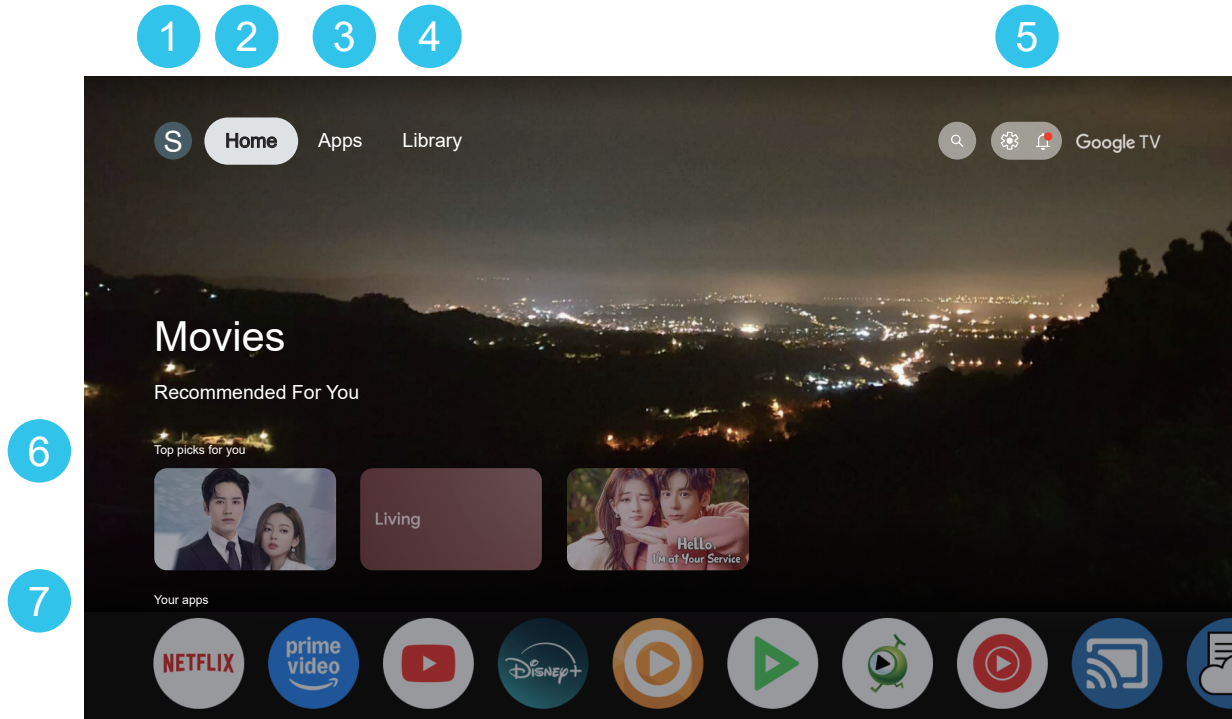 1 2 3 4 5
S Home Apps Library Google TV
Movies
Recommended For You
6
Top picks for you
Living
Hello,
I'm at Your Service
7
Your apps
NETFLIX
prime
video
Disney+